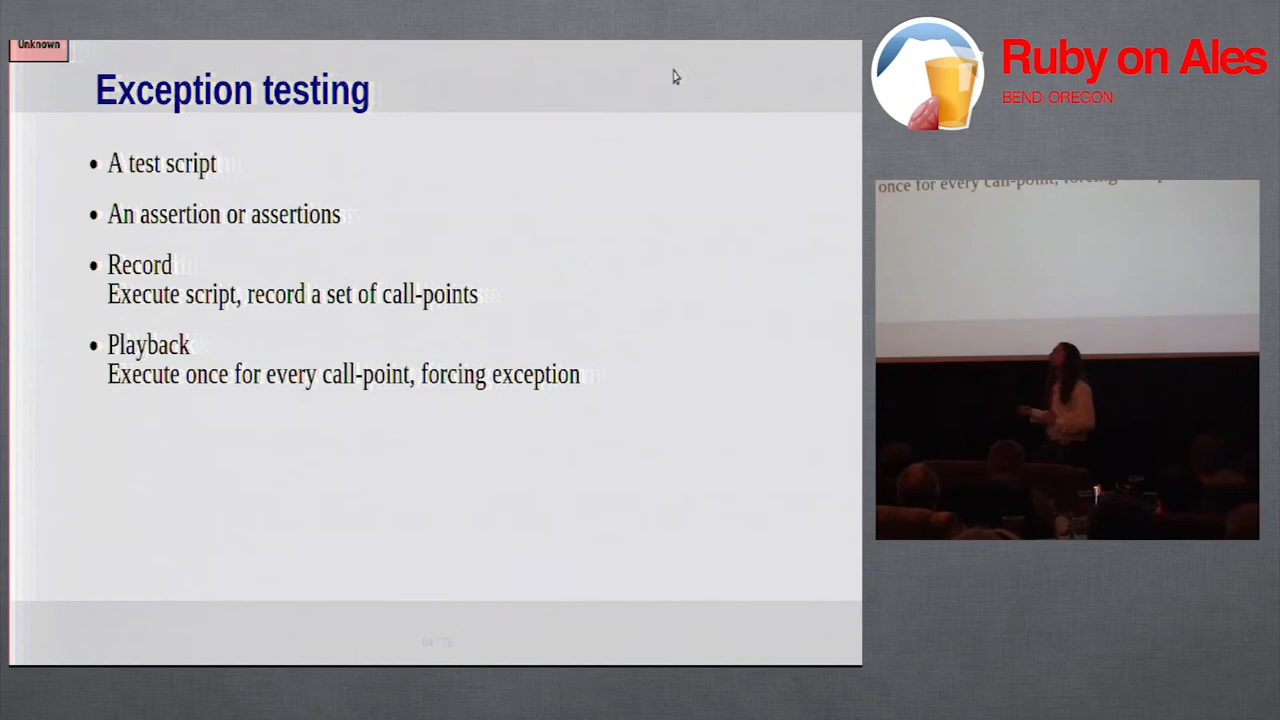 Unknown
Exception testing
• A test script
• An assertion or assertions
• Record
Execute script, record a set of call-points
• Playback
Execute once for every call-point, forcing exception
Ruby on Ales
BEND OREGON
once for every call-point, forcing